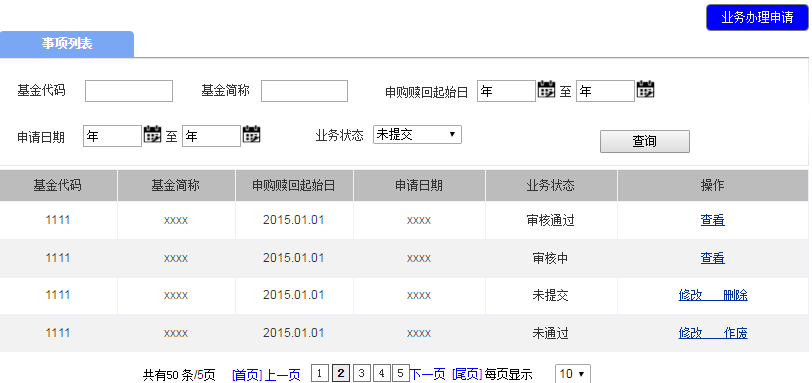 业务办理申请
事项列表
基金代码 基金简称 申购赎回起始日 年 至 年
申请日期 年 至 年 业务状态 未提交 查询
基金代码 基金简称 申购赎回起始日 申请日期 业务状态 操作
1111 xxxx 2015.01.01 xxxx 审核通过 查看
1111 xxxx 2015.01.01 xxxx 审核中 查看
1111 xxxx 2015.01.01 xxxx 未提交 修改 删除
1111 xxxx 2015.01.01 xxxx 未通过 修改 作废
共有50 条/5页 [首页] 上一页 1 2 3 4 5 下一页 [尾页] 每页显示 10